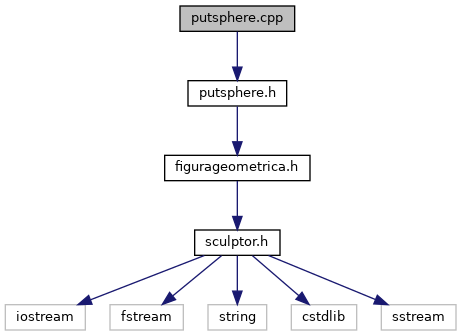 putsphere.cpp
putsphere.h
figurageometrica.h
sculptor.h
iostream
fstream
string
cstdlib
sstream